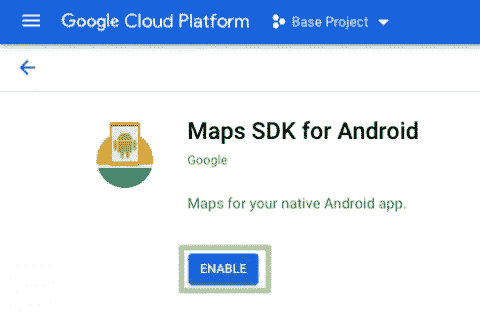 Google Cloud Platform Base Project
Maps SDK for Android
Google
Maps for your native Android app.
ENABLE